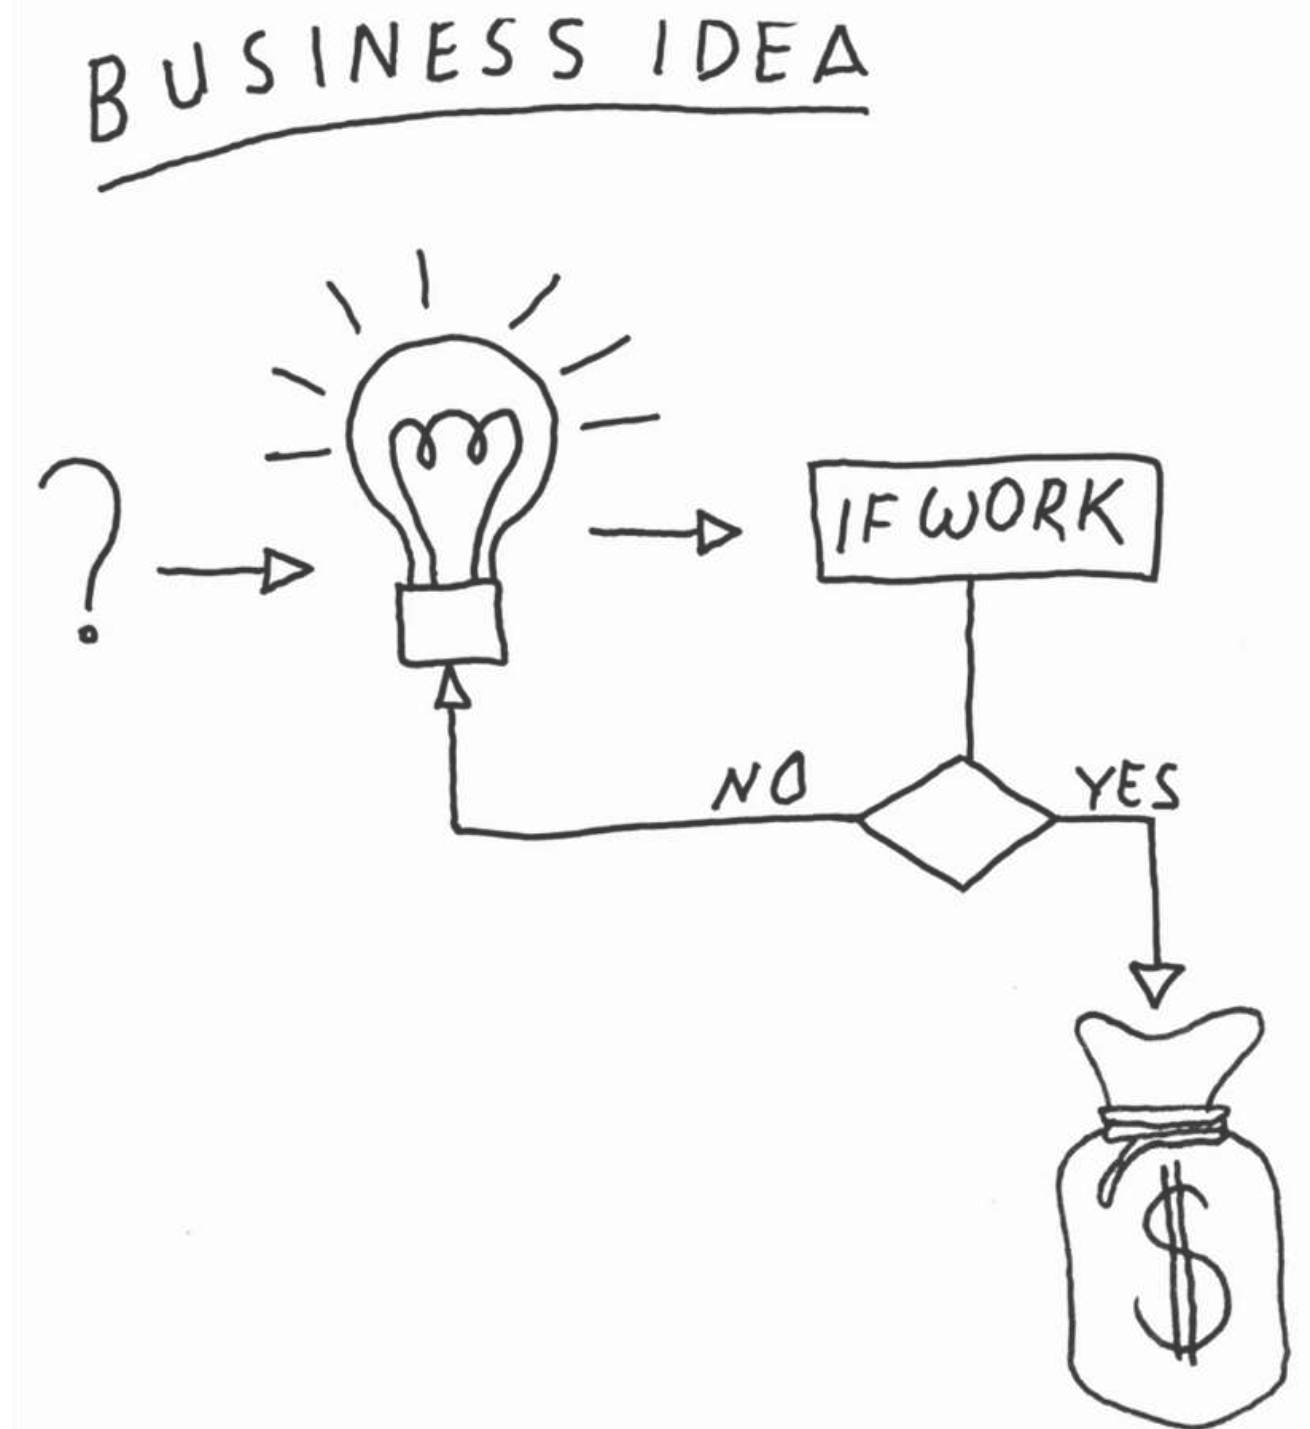 BUSINESS IDEA
?
IF WORK
NO
YES
$